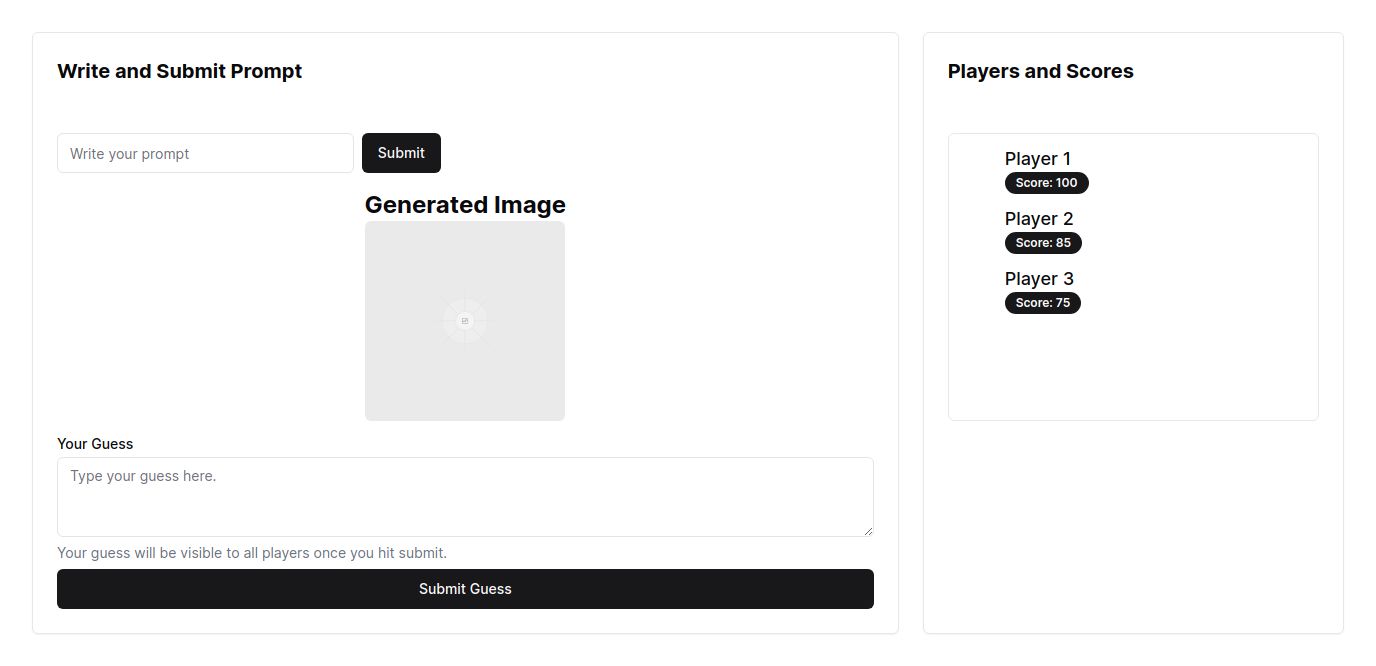 Write and Submit Prompt
Write your prompt
Submit
Generated Image
Your Guess
Type your guess here.
Your guess will be visible to all players once you hit submit.
Submit Guess
Players and Scores
Player 1
Score: 100
Player 2
Score: 85
Player 3
Score: 75